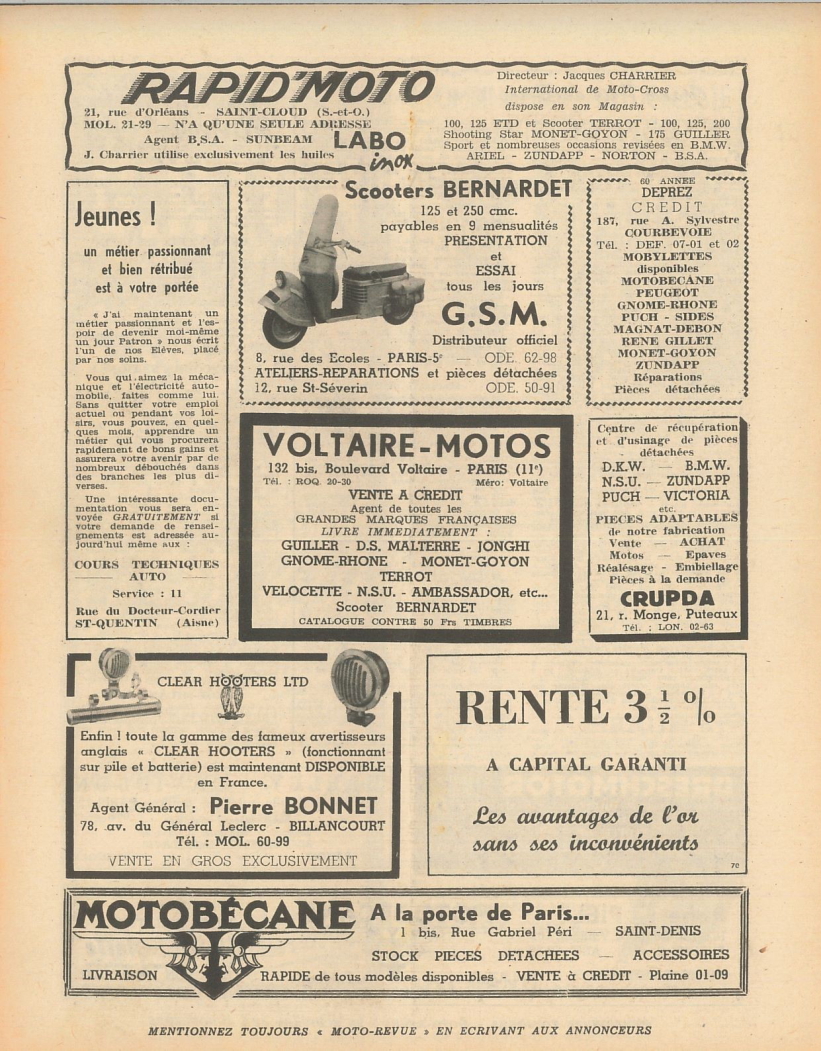 RAPID'MOTO
21, rue d'Orléans - SAINT-CLOUD (S.-et-O.)
MOL. 21-29 — N'A QU'UNE SEULE ADRESSE
Agent B.S.A. - SUNBEAM
J. Charrier utilise exclusivement les huiles
LABO
inox
Directeur : Jacques CHARRIER
International de Moto-Cross
dispose en son Magasin :
100, 125 ETD et Scooter TERROT - 100, 125, 200
Shooting Star MONET-GOYON - 175 GUILLER
Sport et nombreuses occasions revisées en B.M.W.
ARIEL - ZUNDAPP - NORTON - B.S.A.
Jeunes !
un métier passionnant
et bien rétribué
est à votre portée
« J'ai maintenant un
métier passionnant et l'es-
poir de devenir moi-même
un jour Patron » nous écrit
l'un de nos Elèves, placé
par nos soins.
Vous qui aimez la méca-
nique et l'électricité auto-
mobile, faites comme lui.
Sans quitter votre emploi
actuel ou pendant vos loi-
sirs, vous pouvez, en quel-
ques mois, apprendre un
métier qui vous procurera
rapidement de bons gains et
assurera votre avenir par de
nombreux débouchés dans
des branches les plus di-
verses.
Une intéressante docu-
mentation vous sera en-
voyée GRATUITEMENT si
votre demande de rensei-
gnements est adressée au-
jourd'hui même aux :
COURS TECHNIQUES
AUTO
Service : 11
Rue du Docteur-Cordier
ST-QUENTIN (Aisne)
Scooters BERNARDET
125 et 250 cmc.
payables en 9 mensualités
PRESENTATION
et
ESSAI
tous les jours
G.S.M.
Distributeur officiel
8, rue des Ecoles - PARIS-5e — ODE. 62-98
ATELIERS-REPARATIONS et pièces détachées
12, rue St-Séverin ODE. 50-91
60 ANNEE
DEPREZ
CREDIT
187, rue A. Sylvestre
COURBEVOIE
Tél. : DEF. 07-01 et 02
MOBYLETTES
disponibles
MOTOBECANE
PEUGEOT
GNOME-RHONE
PUCH - SIDES
MAGNAT-DEBON
RENE GILLET
MONET-GOYON
ZUNDAPP
Réparations
Pièces détachées
VOLTAIRE-MOTOS
132 bis, Boulevard Voltaire - PARIS (11e)
Tél. : ROQ. 20-30 Méro: Voltaire
VENTE A CREDIT
Agent de toutes les
GRANDES MARQUES FRANÇAISES
LIVRE IMMEDIATEMENT :
GUILLER - D.S. MALTERRE - JONGHI
GNOME-RHONE - MONET-GOYON
TERROT
VELOCETTE - N.S.U. - AMBASSADOR, etc...
Scooter BERNARDET
CATALOGUE CONTRE 50 Frs TIMBRES
Centre de récupération
et d'usinage de pièces
détachées
D.K.W. — B.M.W.
N.S.U. — ZUNDAPP
PUCH — VICTORIA
etc.
PIECES ADAPTABLES
de notre fabrication
Vente — ACHAT
Motos — Epaves
Réalésage - Embiellage
Pièces à la demande
CRUPDA
21, r. Monge, Puteaux
Tél. : LON. 02-63
CLEAR HOOTERS LTD
Enfin ! toute la gamme des fameux avertisseurs
anglais « CLEAR HOOTERS » (fonctionnant
sur pile et batterie) est maintenant DISPONIBLE
en France.
Agent Général : Pierre BONNET
78, av. du Général Leclerc - BILLANCOURT
Tél. : MOL. 60-99
VENTE EN GROS EXCLUSIVEMENT
RENTE 3 1/2 %
A CAPITAL GARANTI
Les avantages de l'or
sans ses inconvénients
MOTOBÉCANE
A la porte de Paris...
1 bis, Rue Gabriel Péri — SAINT-DENIS
STOCK PIECES DETACHEES — ACCESSOIRES
LIVRAISON RAPIDE de tous modèles disponibles - VENTE à CREDIT - Plaine 01-09
MENTIONNEZ TOUJOURS « MOTO-REVUE » EN ECRIVANT AUX ANNONCEURS